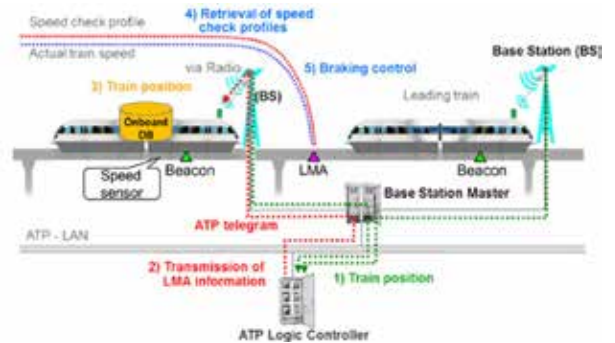 Speed check profile
4) Retrieval of speed
check profiles
Actual train speed
Base Station (BS)
via Radio
5) Braking control
3) Train position
(BS)
Leading train
Onboard
DB
Speed
sensor
Beacon
LMA
Beacon
Base Station Master
ATP telegram
ATP - LAN
2) Transmission of
LMA information
1) Train position
ATP Logic Controller